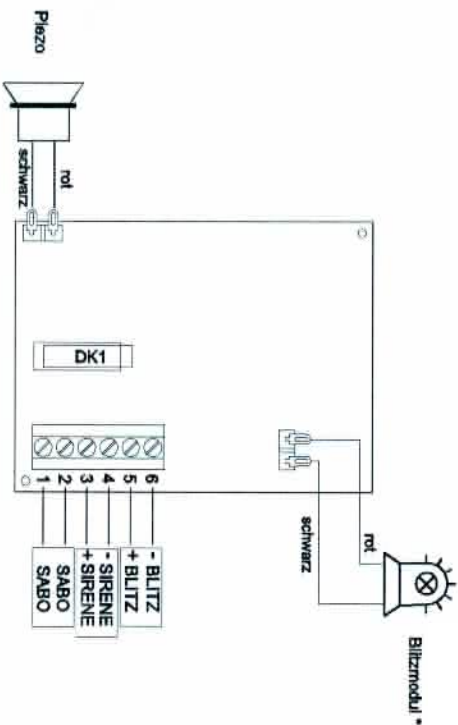 Piezo
schwarz
rot
DK1
1 SABO
2 SABO
3 + SIRENE
4 - SIRENE
5 + BLITZ
6 - BLITZ
schwarz
rot
Blitzmodul *